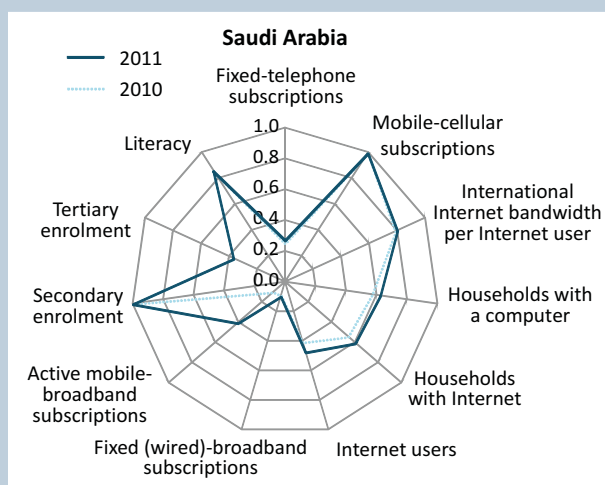 Saudi Arabia
2011
2010
Fixed-telephone
subscriptions
Mobile-cellular
subscriptions
International
Internet bandwidth
per Internet user
Households with
a computer
Households
with Internet
Internet users
Fixed (wired)-broadband
subscriptions
Active mobile-
broadband
subscriptions
Secondary
enrolment
Tertiary
enrolment
Literacy
1.0
0.8
0.6
0.4
0.2
0.0